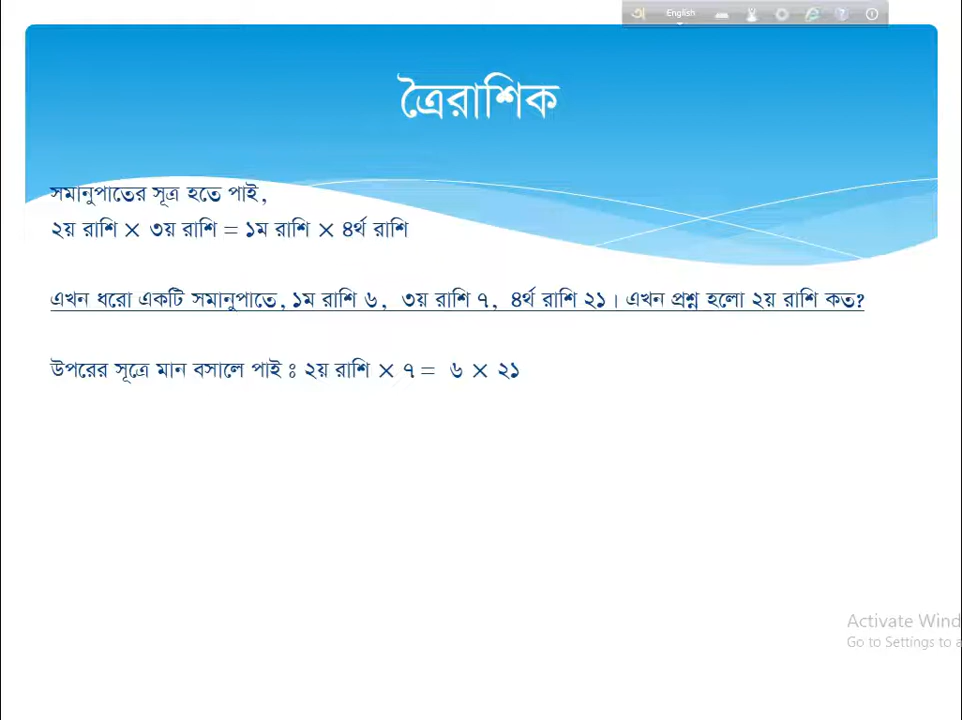 English
ত্রৈরাশিক
সমানুপাতের সূত্র হতে পাই,
২য় রাশি × ৩য় রাশি = ১ম রাশি × ৪র্থ রাশি
এখন ধরো একটি সমানুপাতে, ১ম রাশি ৬, ৩য় রাশি ৭, ৪র্থ রাশি ২১। এখন প্রশ্ন হলো ২য় রাশি কত?
উপরের সূত্রে মান বসালে পাই ঃ ২য় রাশি × ৭ = ৬ × ২১
Activate Wind
Go to Settings to a